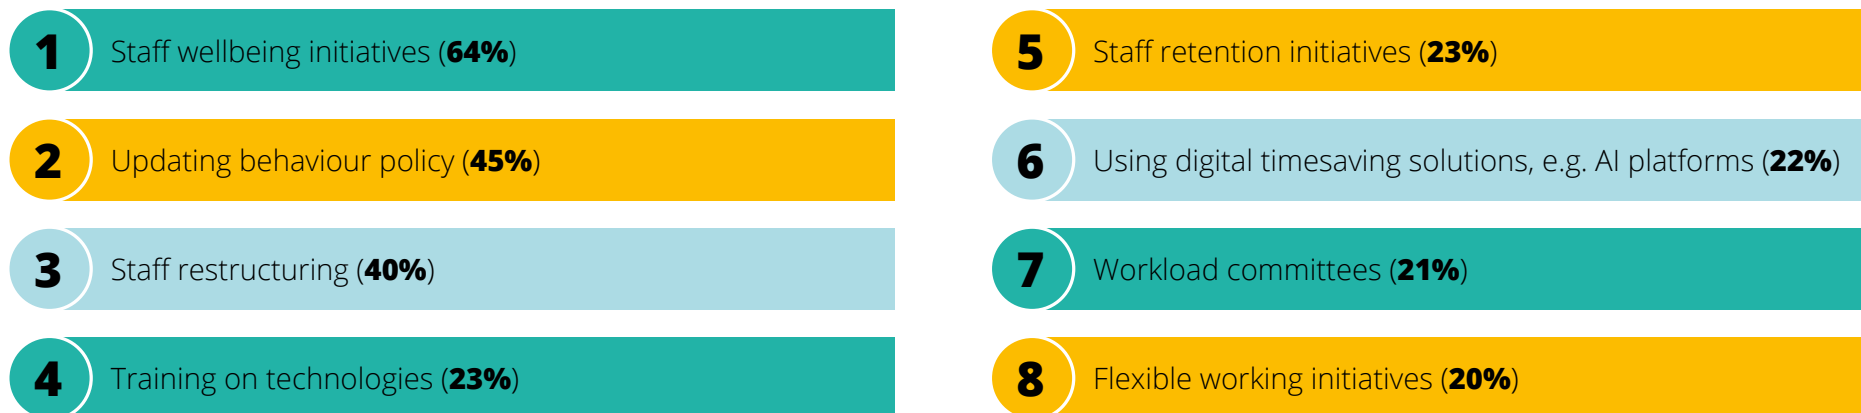 1 Staff wellbeing initiatives (64%)
2 Updating behaviour policy (45%)
3 Staff restructuring (40%)
4 Training on technologies (23%)
5 Staff retention initiatives (23%)
6 Using digital timesaving solutions, e.g. AI platforms (22%)
7 Workload committees (21%)
8 Flexible working initiatives (20%)